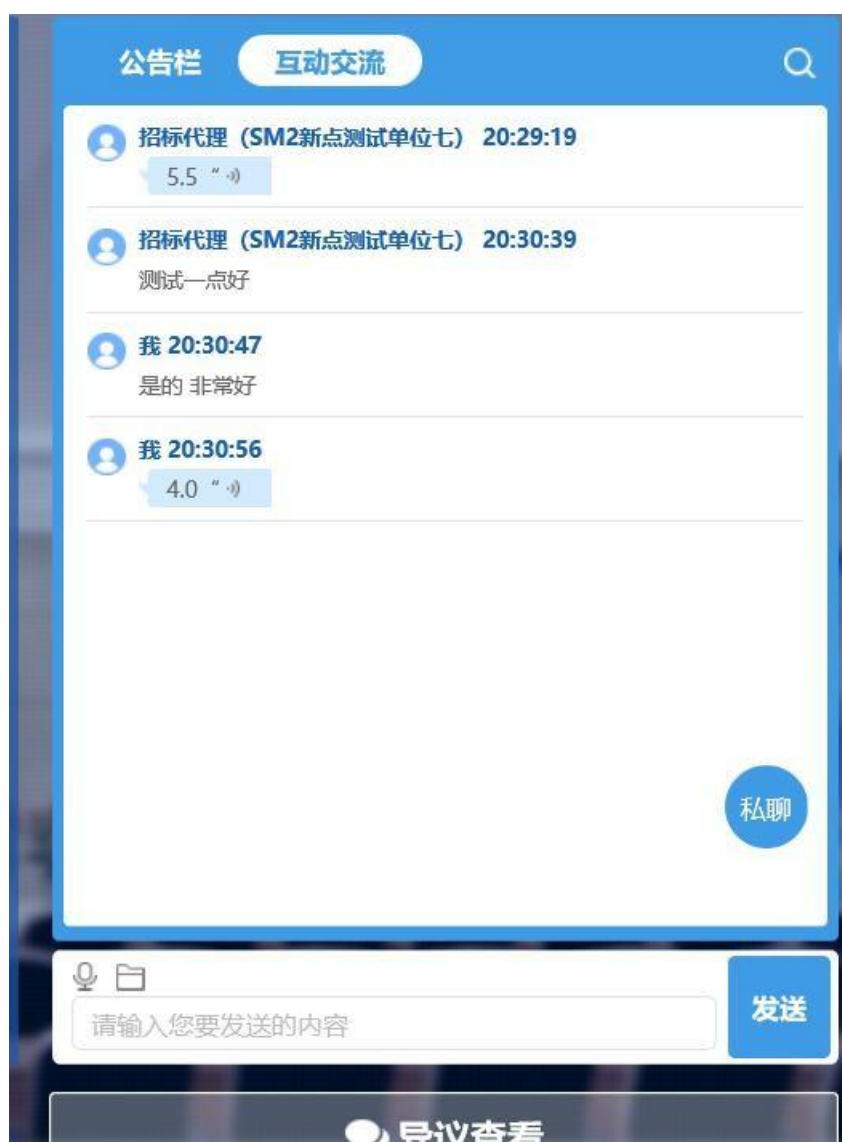 公告栏 互动交流
招标代理（SM2新点测试单位七） 20:29:19
5.5 “
招标代理（SM2新点测试单位七） 20:30:39
测试一点好
我 20:30:47
是的 非常好
我 20:30:56
4.0 “
私聊
请输入您要发送的内容
发送
异议查看